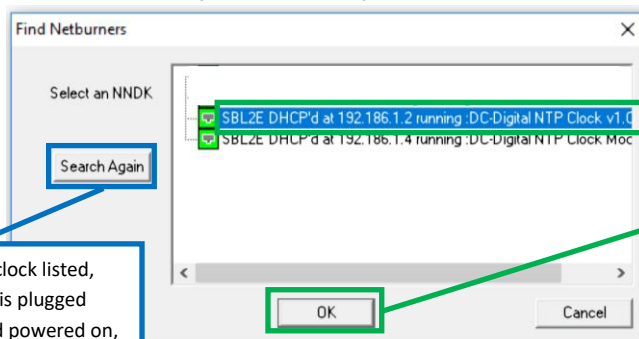 Find Netburners
Select an NNDK
SBL2E DHCP'd at 192.186.1.2 running :DC-Digital NTP Clock v1.0
SBL2E DHCP'd at 192.186.1.4 running :DC-Digital NTP Clock Moc
Search Again
clock listed,
is plugged
d powered on,
OK
Cancel